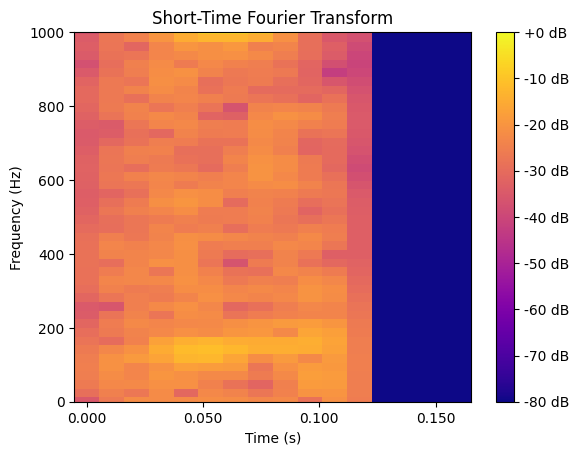 Short-Time Fourier Transform
Frequency (Hz)
1000
800
600
400
200
0
0.000
0.050
0.100
0.150
Time (s)
+0 dB
-10 dB
-20 dB
-30 dB
-40 dB
-50 dB
-60 dB
-70 dB
-80 dB